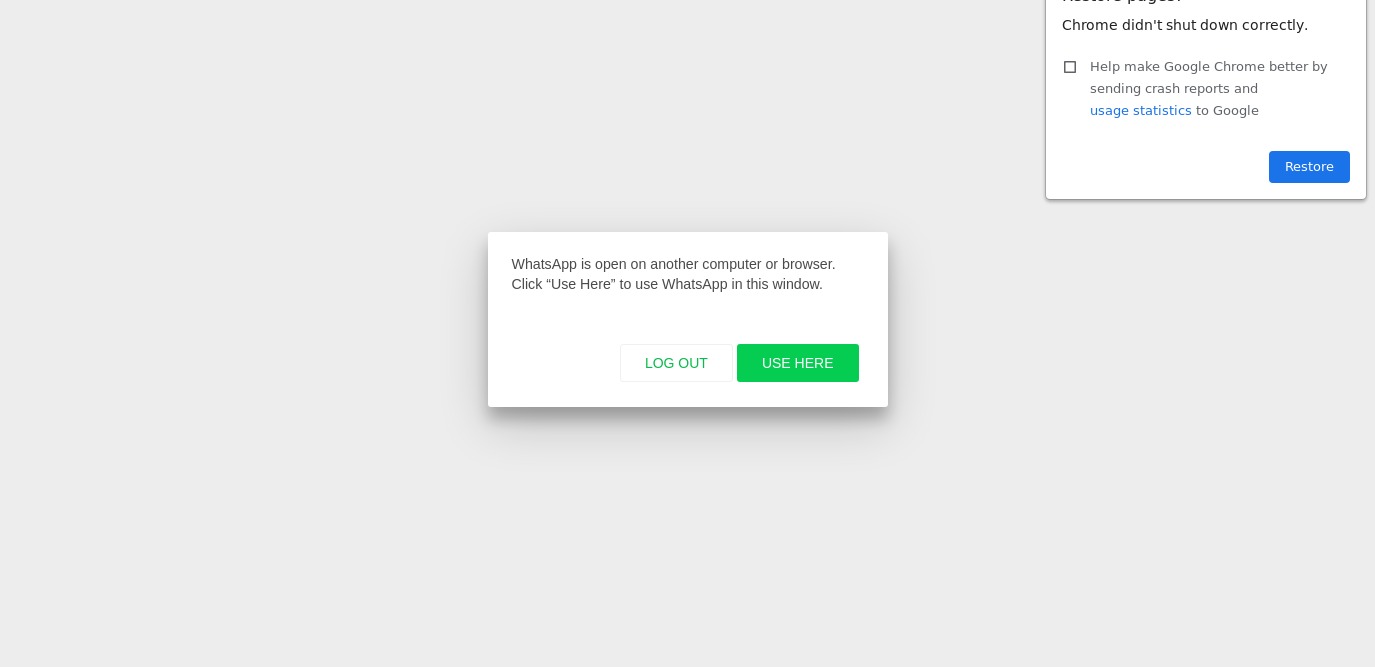 Restore pages?
Chrome didn't shut down correctly.
Help make Google Chrome better by
sending crash reports and
usage statistics to Google
Restore
WhatsApp is open on another computer or browser.
Click “Use Here” to use WhatsApp in this window.
LOG OUT
USE HERE